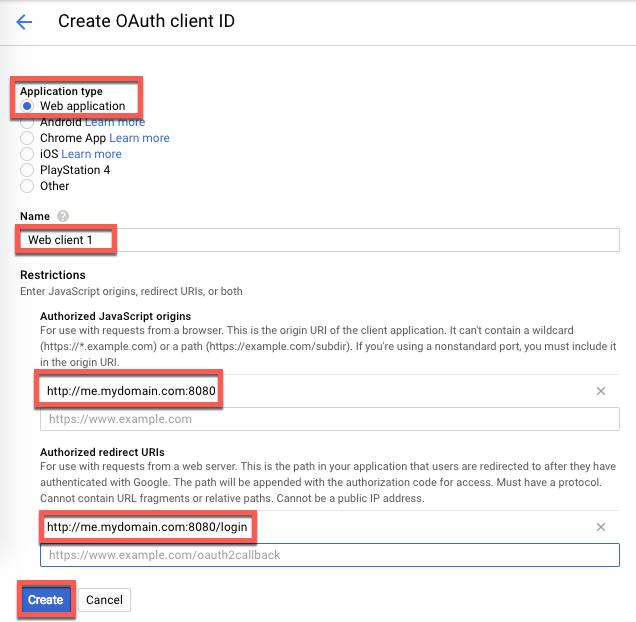 Create OAuth client ID
Application type
Web application
Android Learn more
Chrome App Learn more
iOS Learn more
PlayStation 4
Other
Name ?
Web client 1
Restrictions
Enter JavaScript origins, redirect URIs, or both
Authorized JavaScript origins
For use with requests from a browser. This is the origin URI of the client application. It can't contain a wildcard
(https://*.example.com) or a path (https://example.com/subdir). If you're using a nonstandard port, you must include it
in the origin URI.
http://me.mydomain.com:8080
https://www.example.com
Authorized redirect URIs
For use with requests from a web server. This is the path in your application that users are redirected to after they have
authenticated with Google. The path will be appended with the authorization code for access. Must have a protocol.
Cannot contain URL fragments or relative paths. Cannot be a public IP address.
http://me.mydomain.com:8080/login
https://www.example.com/oauth2callback
Create Cancel